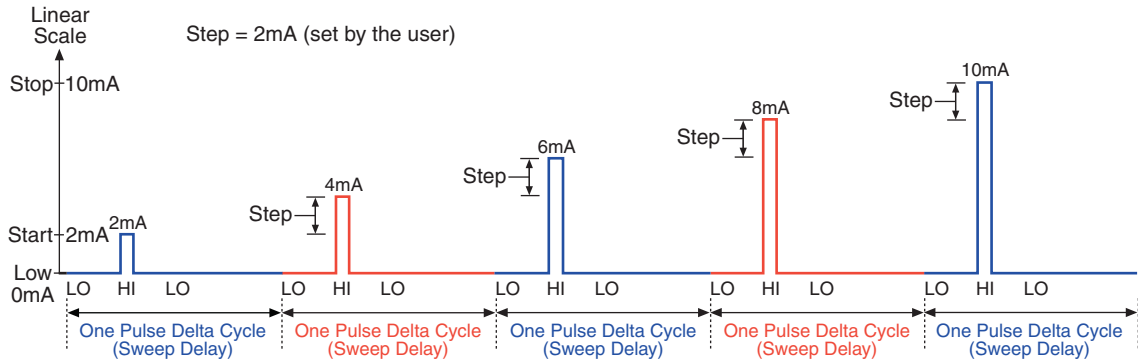 Linear
Scale
Step = 2mA (set by the user)
Stop 10mA
10mA
Step
8mA
Step
6mA
Step
4mA
Step
2mA
Start 2mA
Low
0mA
LO HI LO LO HI LO LO HI LO LO HI LO LO HI LO
One Pulse Delta Cycle
(Sweep Delay)
One Pulse Delta Cycle
(Sweep Delay)
One Pulse Delta Cycle
(Sweep Delay)
One Pulse Delta Cycle
(Sweep Delay)
One Pulse Delta Cycle
(Sweep Delay)